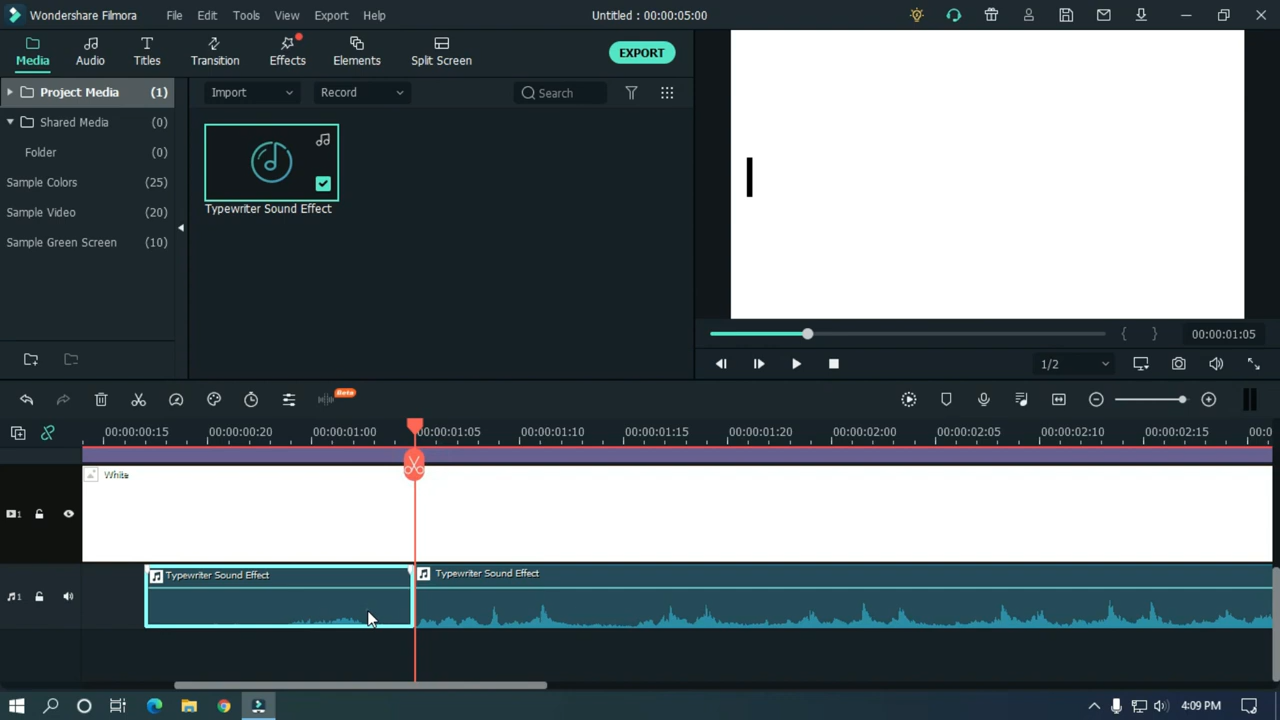 Wondershare Filmora File Edit Tools View Export Help Untitled : 00:00:05:00
Media Audio Titles Transition Effects Elements Split Screen EXPORT
Project Media (1) Import Record Search
Shared Media (0)
Folder (0)
Sample Colors (25)
Sample Video (20)
Sample Green Screen (10)
Typewriter Sound Effect
{ } 00:00:01:05
1/2
Beta
00:00:00:15 00:00:00:20 00:00:01:00 00:00:01:05 00:00:01:10 00:00:01:15 00:00:01:20 00:00:02:00 00:00:02:05 00:00:02:10 00:00:02:15 00:0
White
1
Typewriter Sound Effect Typewriter Sound Effect
1
4:09 PM